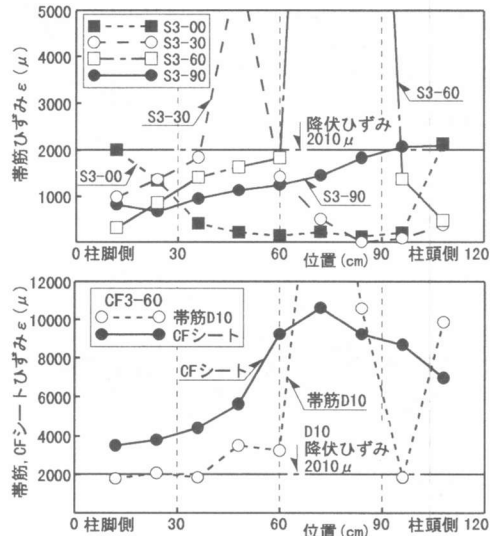 5000
4000
3000
2000
1000
帯筋ひずみε(μ)
S3-00
S3-30
S3-60
S3-90
S3-30
S3-60
降伏ひずみ
2010μ
S3-00
S3-90
0 柱脚側 30 60 位置(cm) 90 柱頭側 120
12000
10000
8000
6000
4000
2000
0
帯筋,CFシートひずみε(μ)
CF3-60
帯筋D10
CFシート
CFシート
帯筋D10
D10
降伏ひずみ
2010μ
0 柱脚側 30 60 位置(cm) 90 柱頭側 120